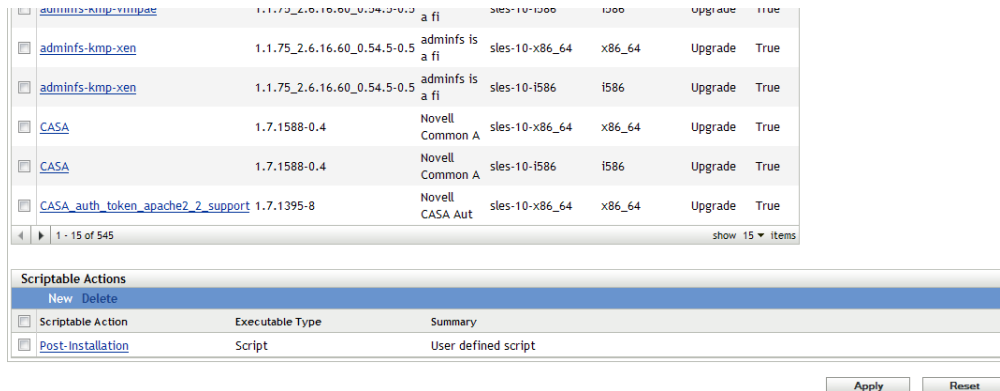 adminfs-kmp-vmipae 1.1.75_2.6.16.60_0.54.5-0.5 a fi sles-10-i586 i586 Upgrade True
adminfs-kmp-xen 1.1.75_2.6.16.60_0.54.5-0.5 adminfs is a fi sles-10-x86_64 x86_64 Upgrade True
adminfs-kmp-xen 1.1.75_2.6.16.60_0.54.5-0.5 adminfs is a fi sles-10-i586 i586 Upgrade True
CASA 1.7.1588-0.4 Novell Common A sles-10-x86_64 x86_64 Upgrade True
CASA 1.7.1588-0.4 Novell Common A sles-10-i586 i586 Upgrade True
CASA_auth_token_apache2_2_support 1.7.1395-8 Novell CASA Aut sles-10-x86_64 x86_64 Upgrade True
1 - 15 of 545 show 15 items
Scriptable Actions
New Delete
Scriptable Action Executable Type Summary
Post-Installation Script User defined script
Apply Reset